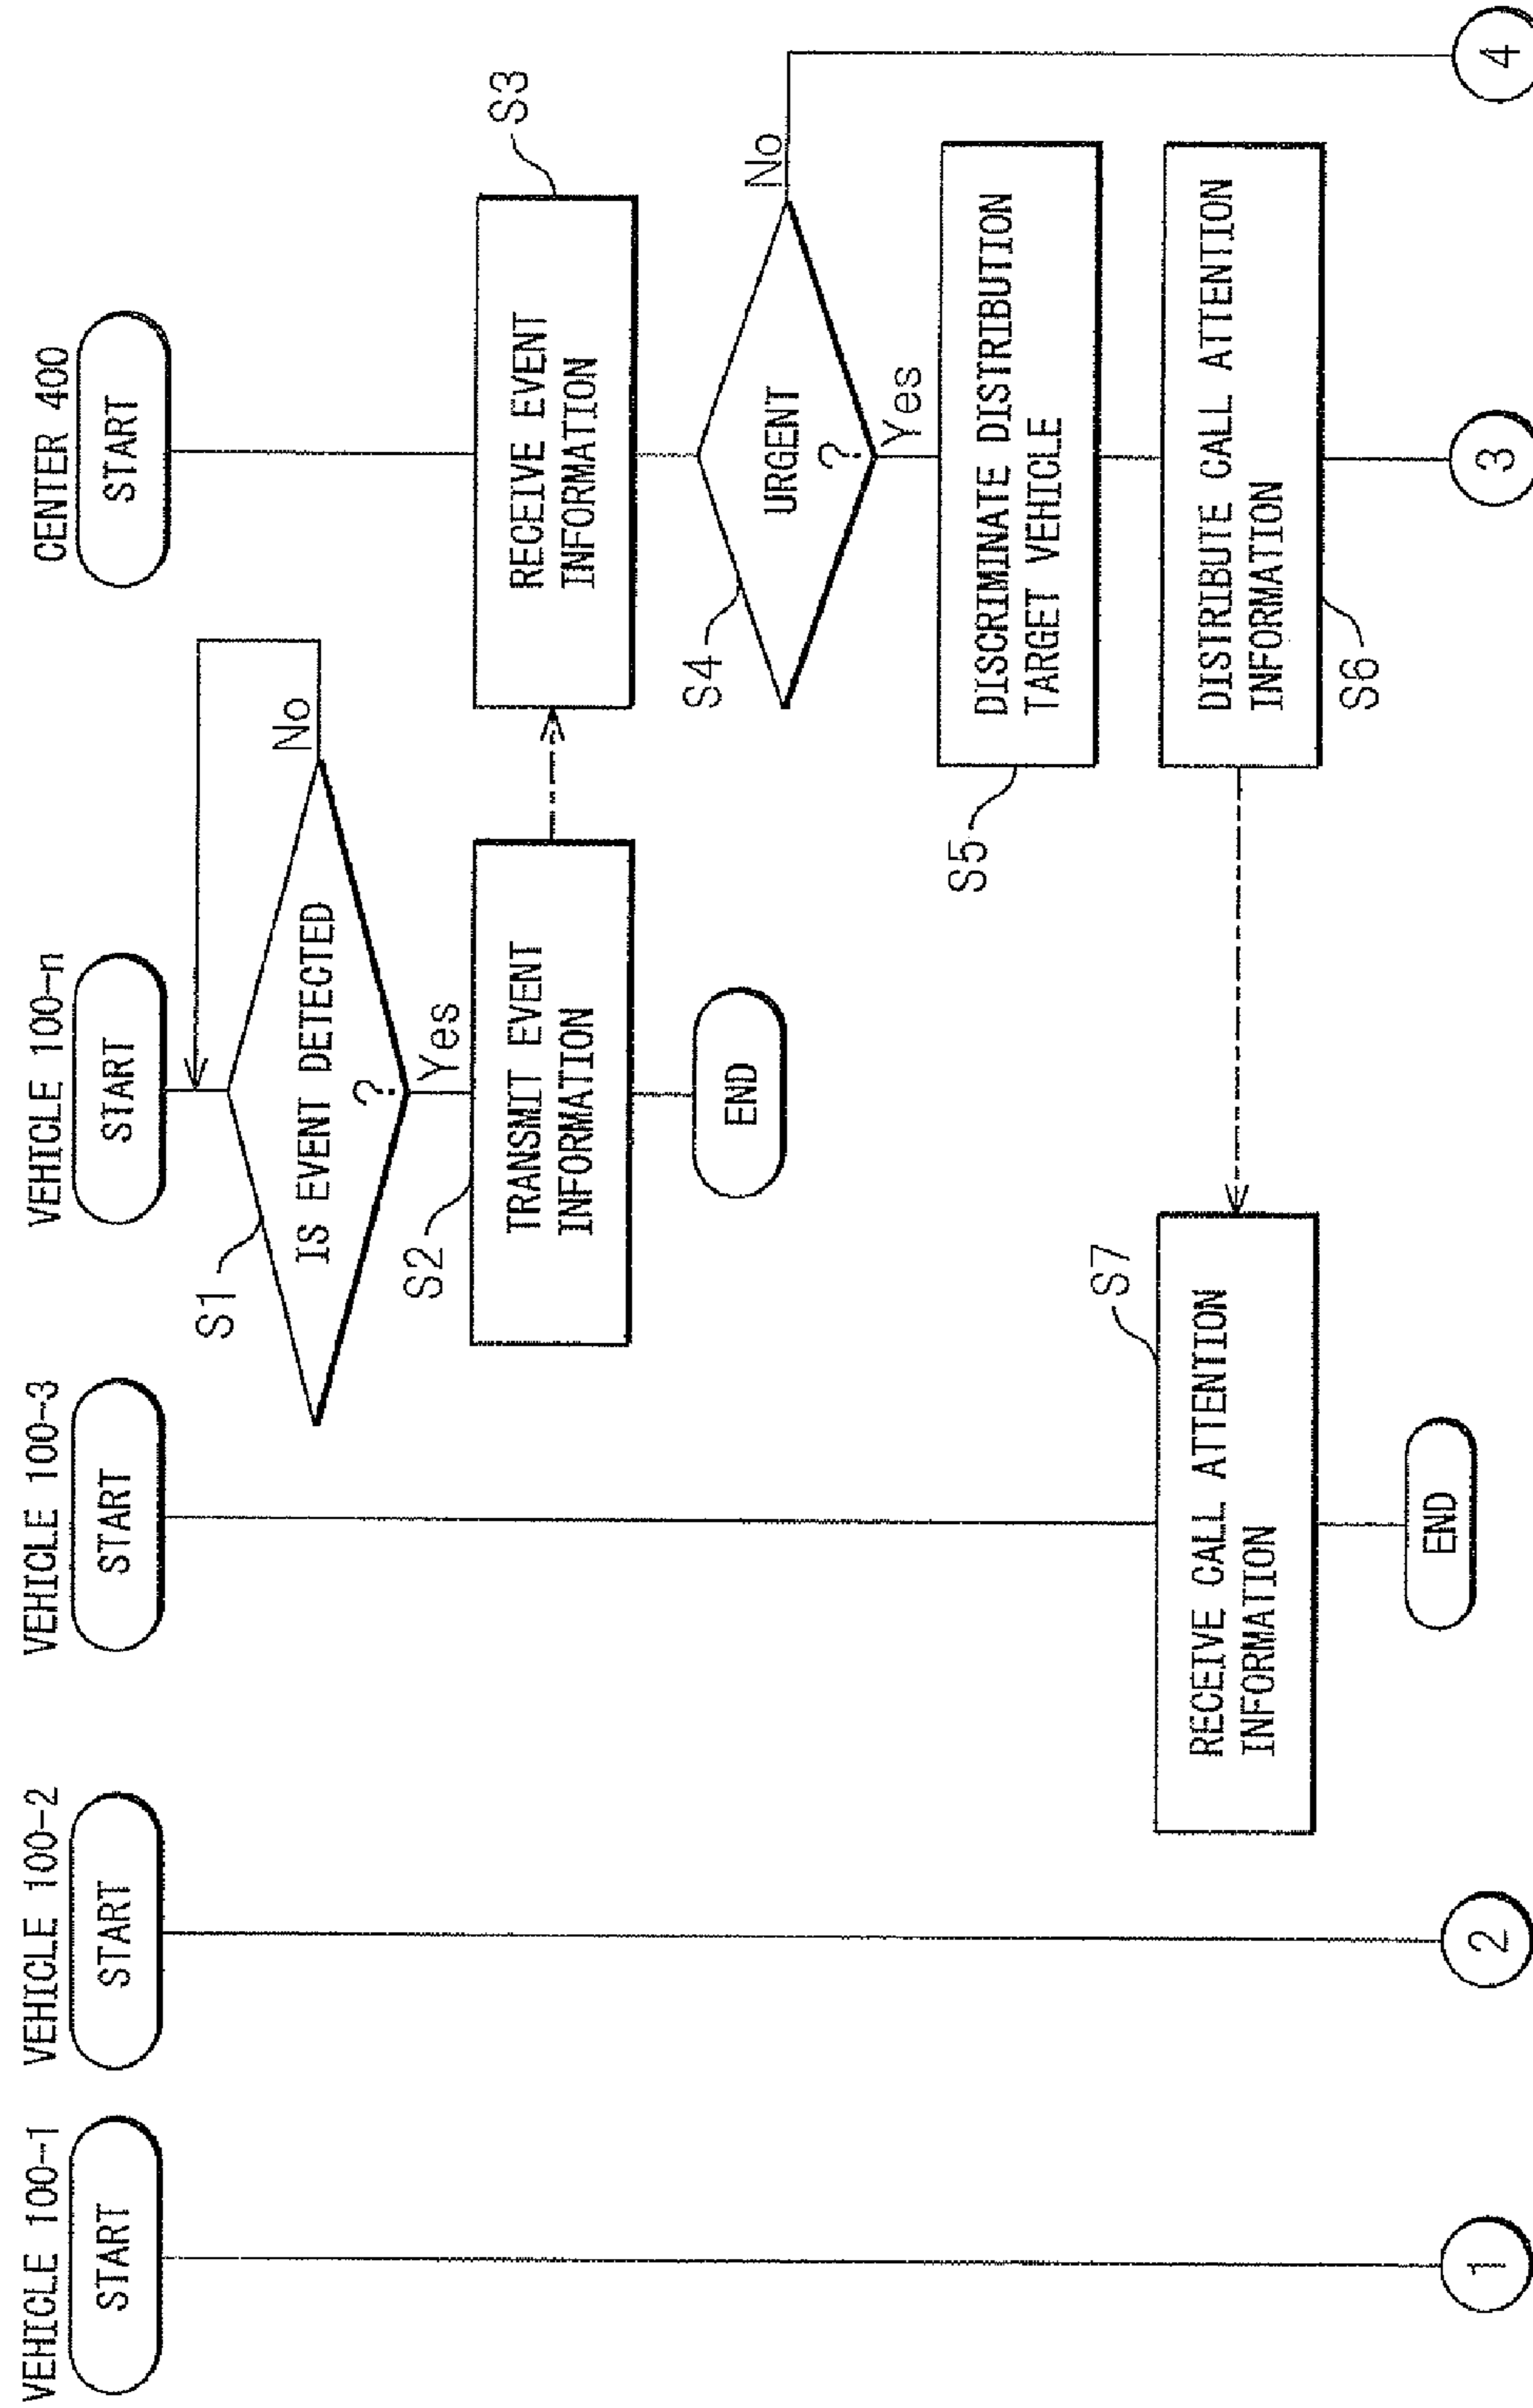 VEHICLE 100-1
START
VEHICLE 100-2
START
VEHICLE 100-3
START
VEHICLE 100-n
START
CENTER 400
START
S1
IS EVENT DETECTED
?
No
Yes
S2
TRANSMIT EVENT
INFORMATION
END
S3
RECEIVE EVENT
INFORMATION
S4
URGENT
?
No
Yes
S5
DISCRIMINATE DISTRIBUTION
TARGET VEHICLE
S6
DISTRIBUTE CALL ATTENTION
INFORMATION
S7
RECEIVE CALL ATTENTION
INFORMATION
END
1
2
3
4